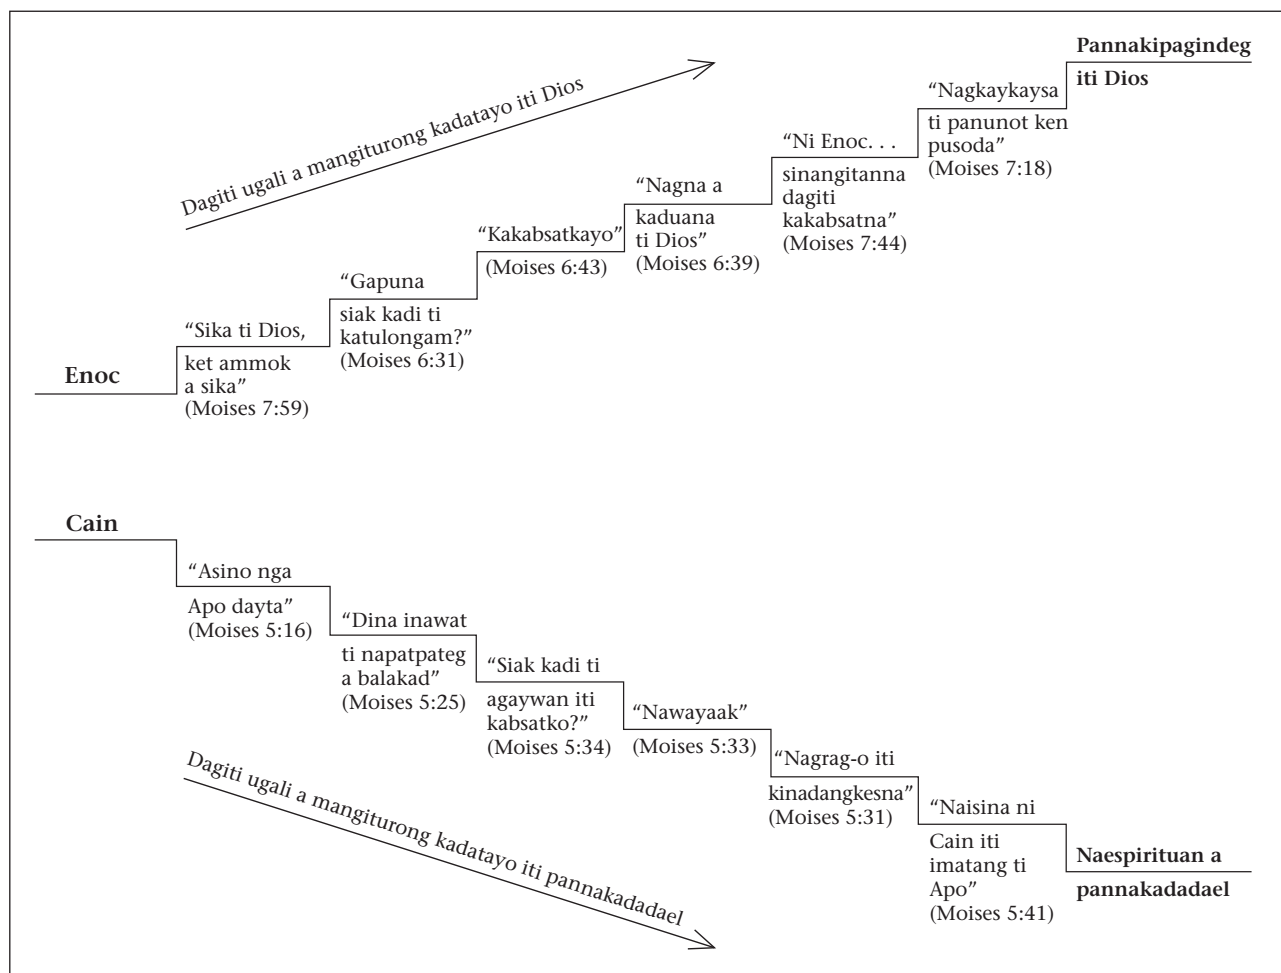 Pannakipagindeg
iti Dios
“Nagkaykaysa
ti panunot ken
pusoda”
(Moises 7:18)
“Ni Enoc. . .
sinangitanna
dagiti
kakabsatna”
(Moises 7:44)
“Nagna a
kaduana
ti Dios”
(Moises 6:39)
“Kakabsatkayo”
(Moises 6:43)
“Gapuna
siak kadi ti
katulongam?”
(Moises 6:31)
“Sika ti Dios,
ket ammok
a sika”
(Moises 7:59)
Enoc
Dagiti ugali a mangiturong kadatayo iti Dios
Cain
“Asino nga
Apo dayta”
(Moises 5:16)
“Dina inawat
ti napatpateg
a balakad”
(Moises 5:25)
“Siak kadi ti
agaywan iti
kabsatko?”
(Moises 5:34)
“Nawayaak”
(Moises 5:33)
“Nagrag-o iti
kinadangkesna”
(Moises 5:31)
“Naisina ni
Cain iti
imatang ti
Apo”
(Moises 5:41)
Naespirituan a
pannakadadael
Dagiti ugali a mangiturong kadatayo iti pannakadadael